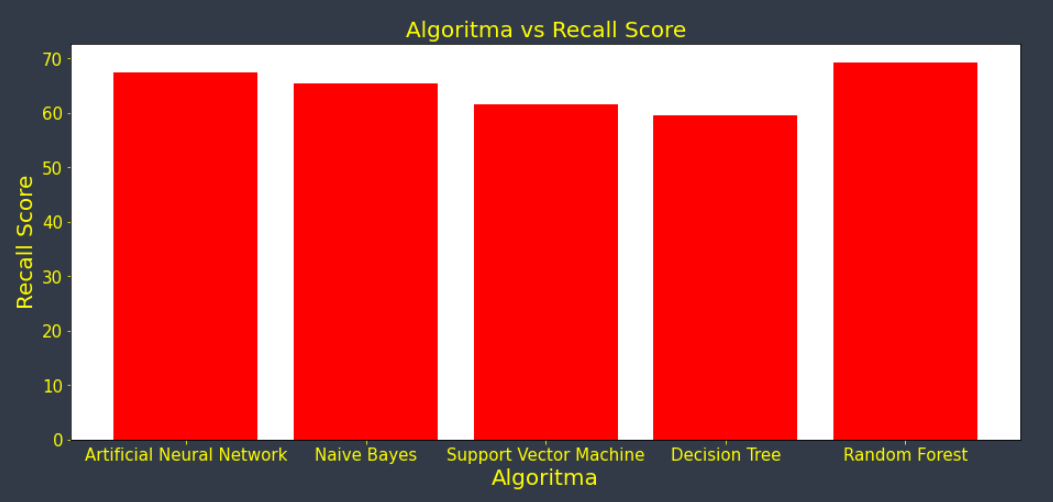 Algoritma vs Recall Score
Recall Score
70
60
50
40
30
20
10
0
Artificial Neural Network
Naive Bayes
Support Vector Machine
Decision Tree
Random Forest
Algoritma